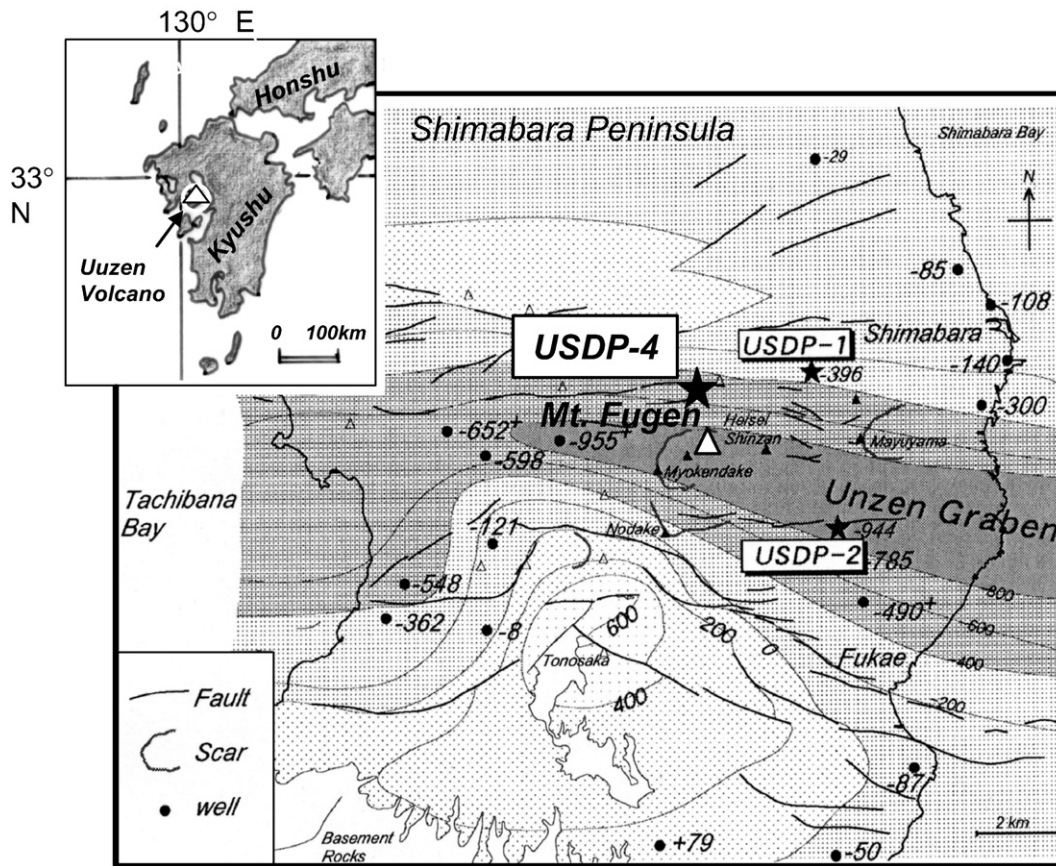 130° E
Honshu
33°
N
Kyushu
Uuzen
Volcano
0 100km
Shimabara Peninsula
Shimabara Bay
-29
N
-85
-108
Shimabara
USDP-4
USDP-1
-396
-140
-300
Mt. Fugen
Heisei
Shinzan
Mayuyama
-652+
-955+
-598
Myokendake
Tachibana
Bay
Unzen Graben
-121
Nodake
-944
USDP-2
-785
-548
-490+
-800
-362
-8
600
200
0
-600
-400
Tonosaka
Fukae
400
-200
Fault
Scar
well
-87
Basement
Rocks
+79
-50
2 km